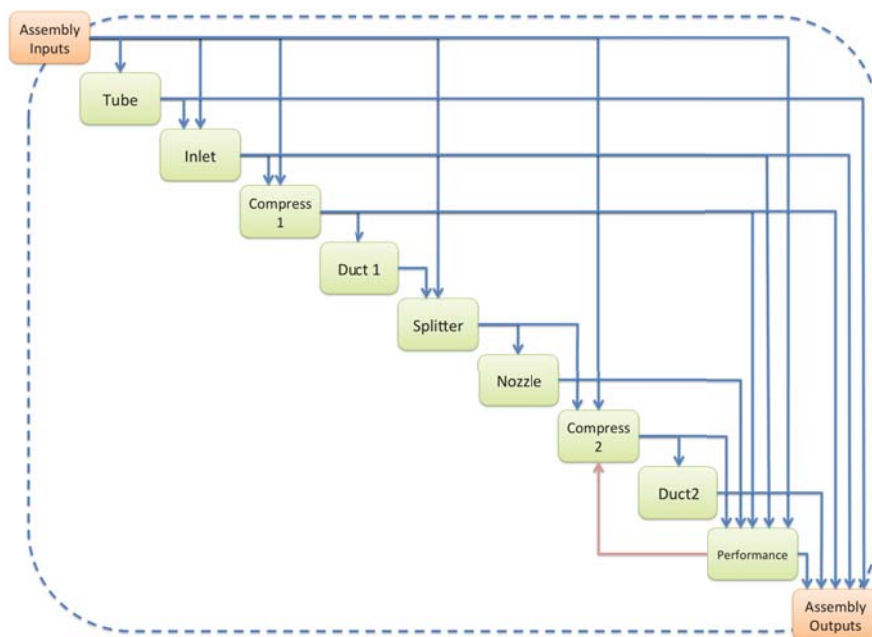 Assembly
Inputs
Tube
Inlet
Compress
1
Duct 1
Splitter
Nozzle
Compress
2
Duct2
Performance
Assembly
Outputs